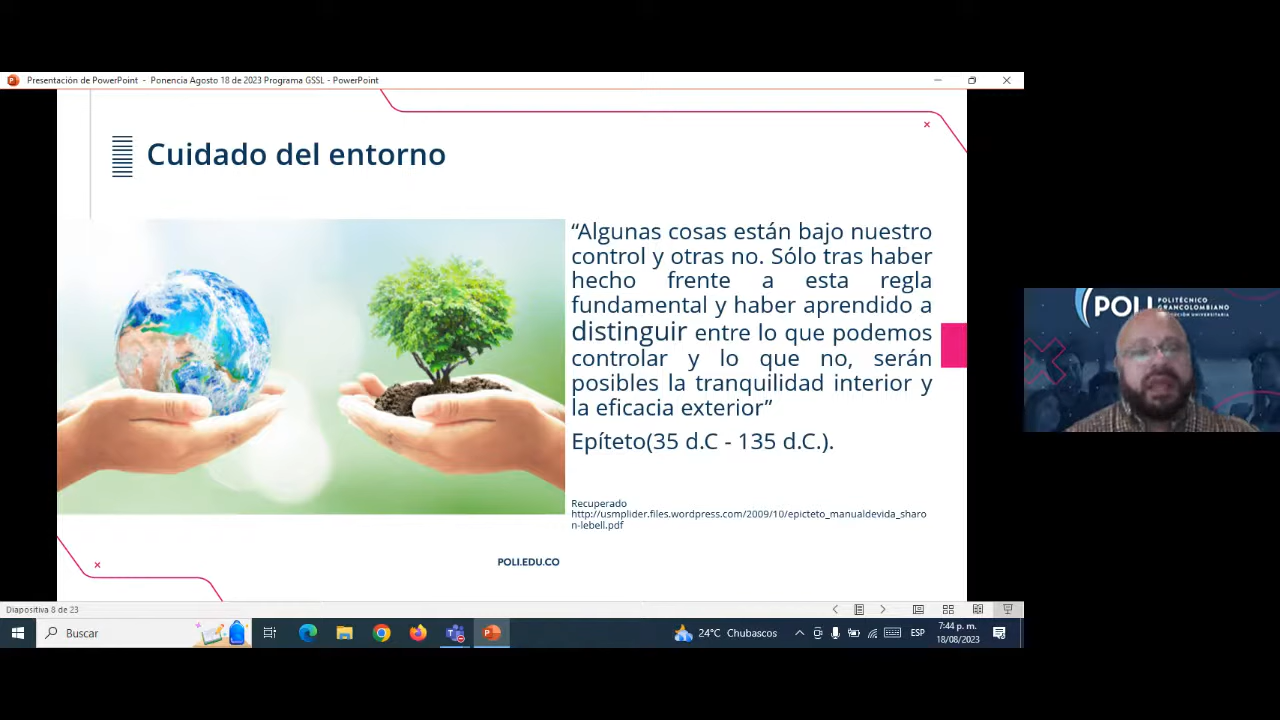 Presentación de PowerPoint - Ponencia Agosto 18 de 2023 Programa GSSL - PowerPoint
Cuidado del entorno
“Algunas cosas están bajo nuestro
control y otras no. Sólo tras haber
hecho frente a esta regla
fundamental y haber aprendido a
distinguir entre lo que podemos
controlar y lo que no, serán
posibles la tranquilidad interior y
la eficacia exterior”
Epíteto(35 d.C - 135 d.C.).
Recuperado
http://usmplider.files.wordpress.com/2009/10/epicteto_manualdevida_sharo
n-lebell.pdf
POLI.EDU.CO
POLI
POLITÉCNICO
GRANCOLOMBIANO
Diapositiva 8 de 23
Buscar
24°C Chubascos
ESP
7:44 p. m.
18/08/2023